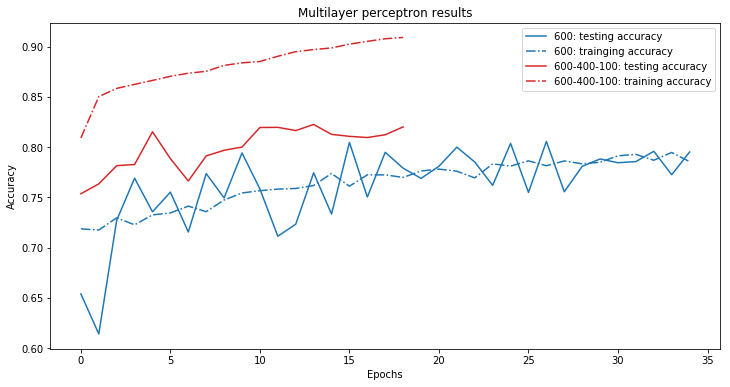 Multilayer perceptron results
600: testing accuracy
600: trainging accuracy
600-400-100: testing accuracy
600-400-100: training accuracy
Accuracy
0.90
0.85
0.80
0.75
0.70
0.65
0.60
0 5 10 15 20 25 30 35
Epochs